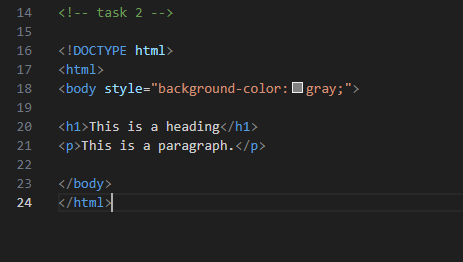 14 <!-- task 2 -->
15
16 <!DOCTYPE html>
17 <html>
18 <body style="background-color:gray;">
19
20 <h1>This is a heading</h1>
21 <p>This is a paragraph.</p>
22
23 </body>
24 </html>